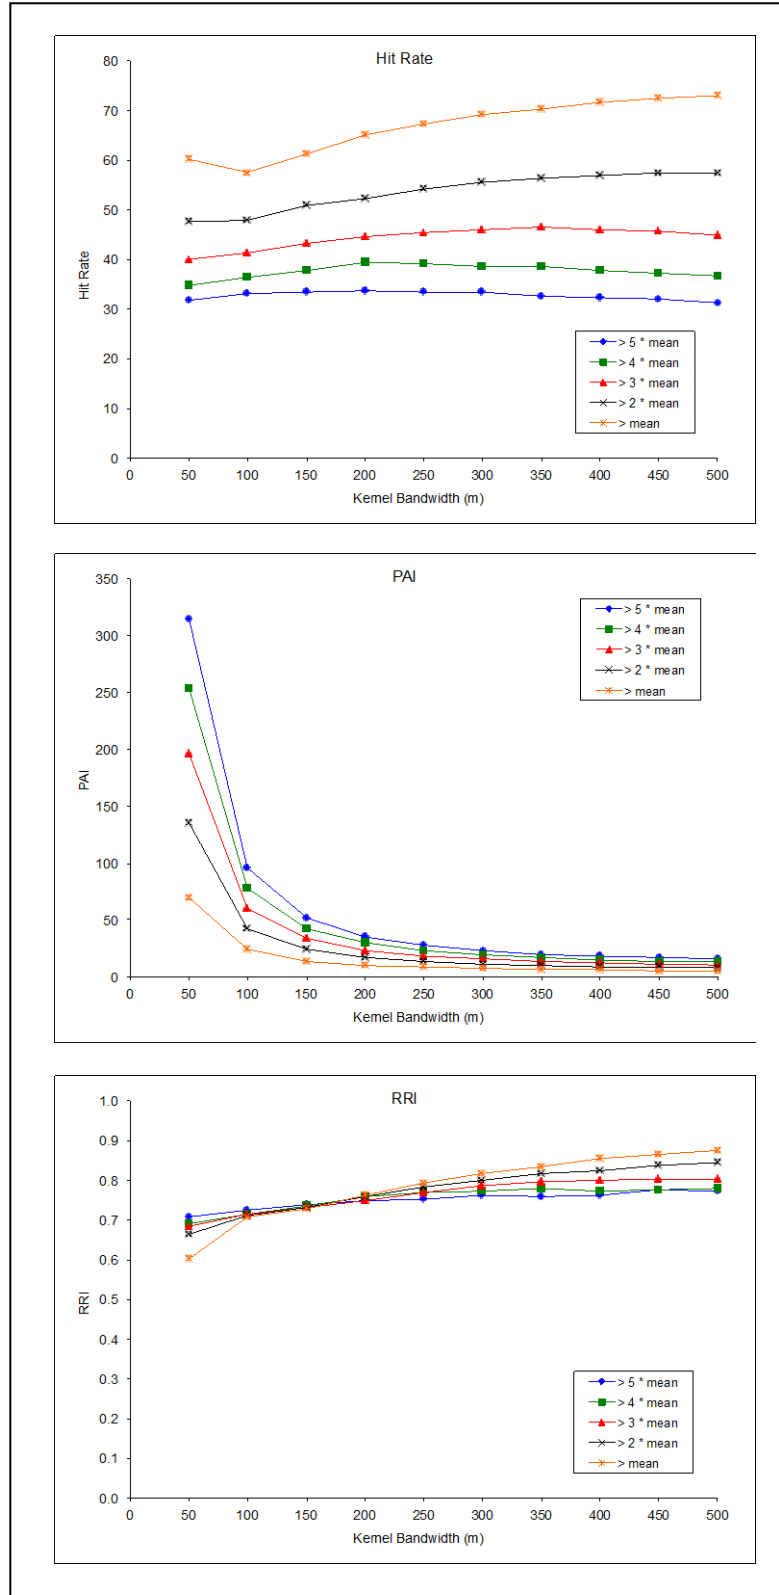 Hit Rate
80
70
60
50
40
30
20
10
0
Hit Rate
0 50 100 150 200 250 300 350 400 450 500
Kernel Bandwidth (m)
> 5 * mean
> 4 * mean
> 3 * mean
> 2 * mean
> mean
PAI
350
300
250
200
150
100
50
0
PAI
0 50 100 150 200 250 300 350 400 450 500
Kernel Bandwidth (m)
> 5 * mean
> 4 * mean
> 3 * mean
> 2 * mean
> mean
RRI
1.0
0.9
0.8
0.7
0.6
0.5
0.4
0.3
0.2
0.1
0.0
RRI
0 50 100 150 200 250 300 350 400 450 500
Kernel Bandwidth (m)
> 5 * mean
> 4 * mean
> 3 * mean
> 2 * mean
> mean